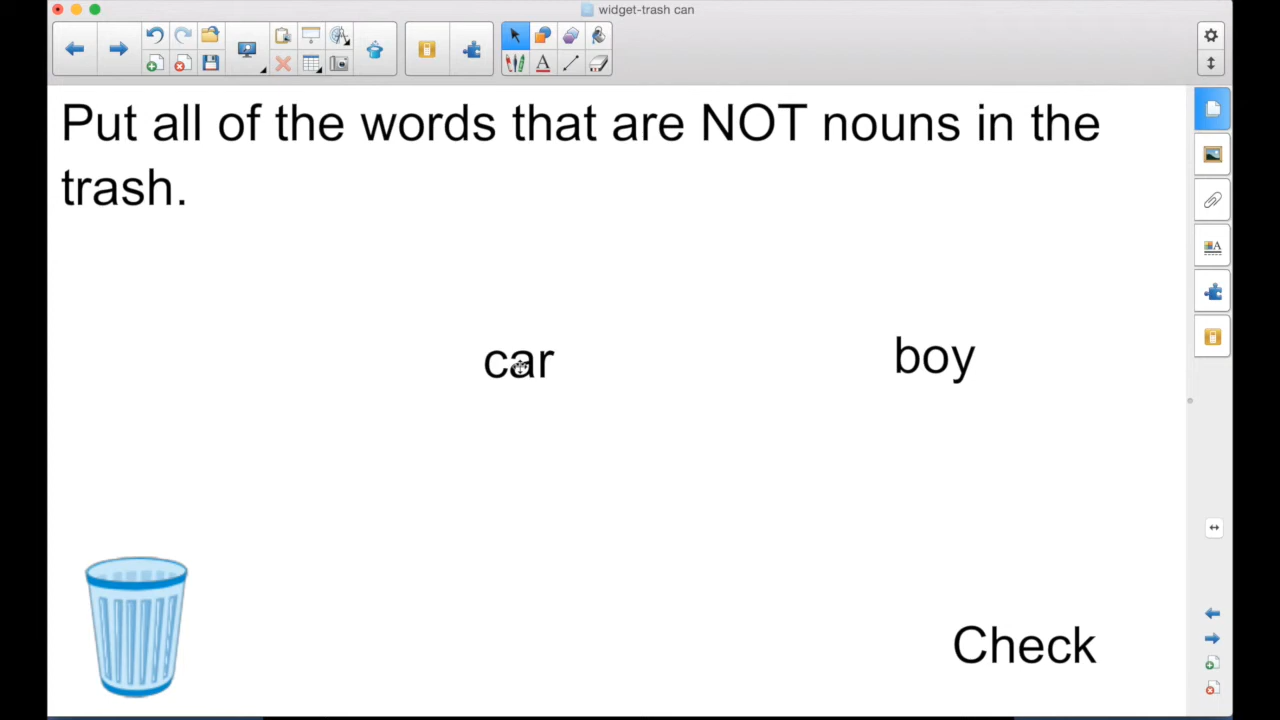 widget-trash can
Put all of the words that are NOT nouns in the
trash.
car
boy
Check